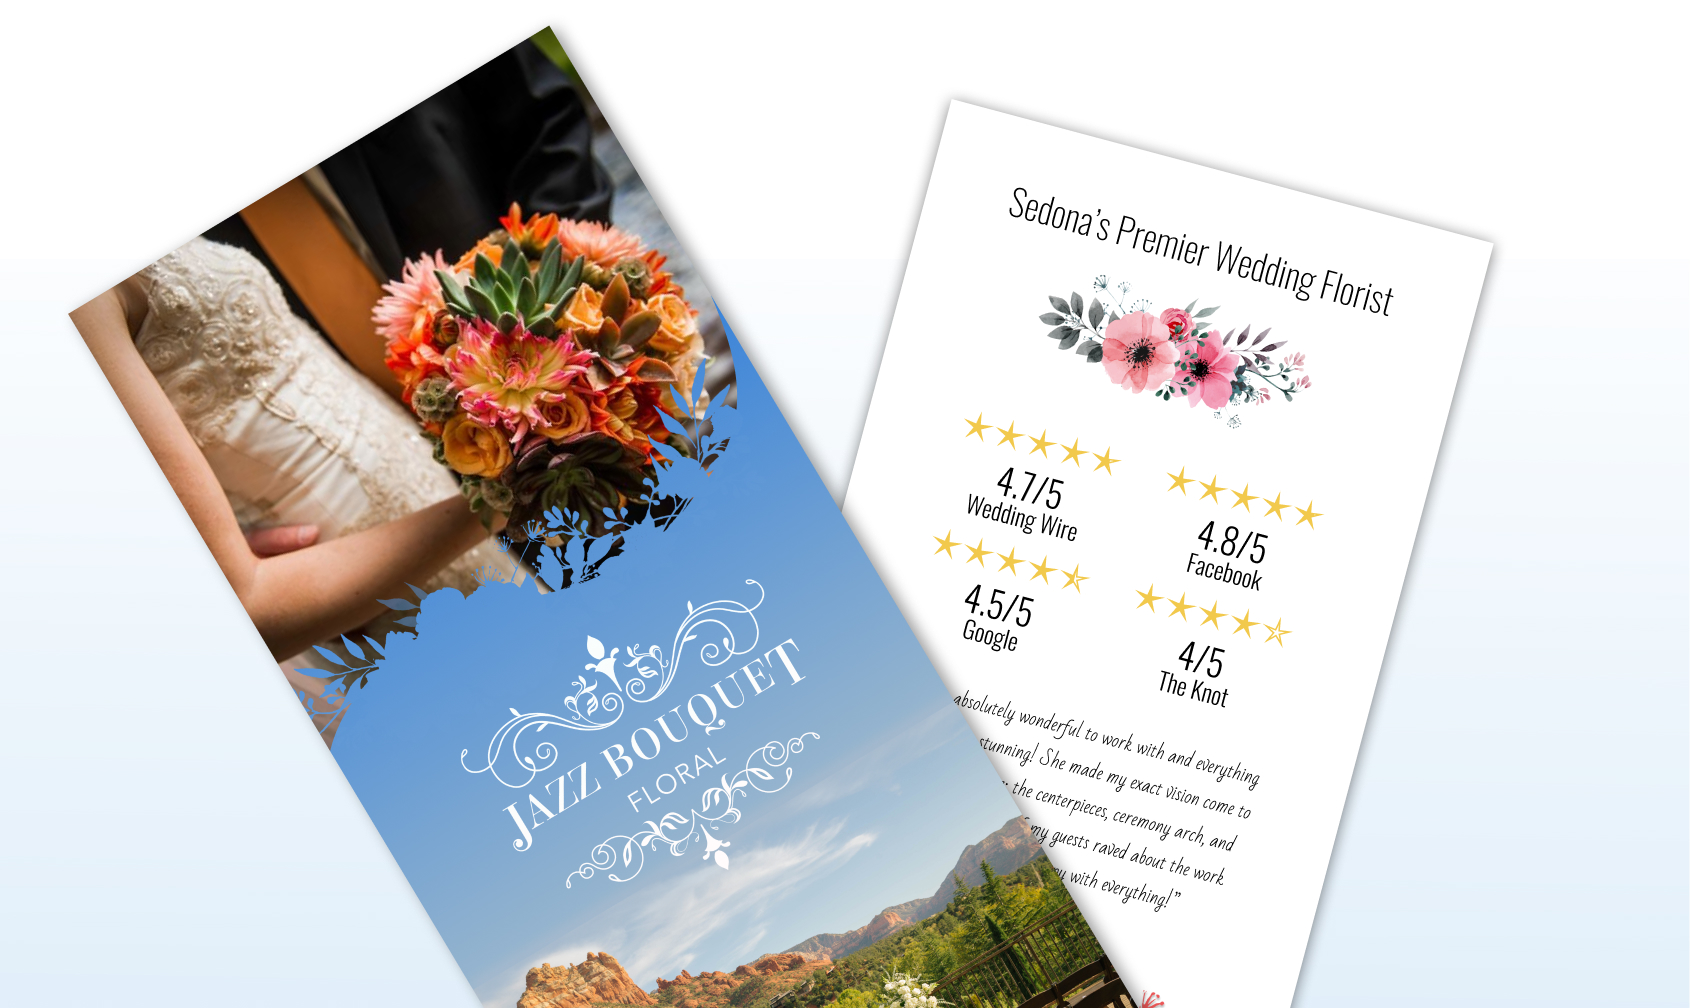 JAZZ BOUQUET
FLORAL
Sedona's Premier Wedding Florist
4.7/5
Wedding Wire
4.8/5
Facebook
4.5/5
Google
4/5
The Knot
absolutely wonderful to work with and everything
stunning! She made my exact vision come to
the centerpieces, ceremony arch, and
my guests raved about the work
with everything!"